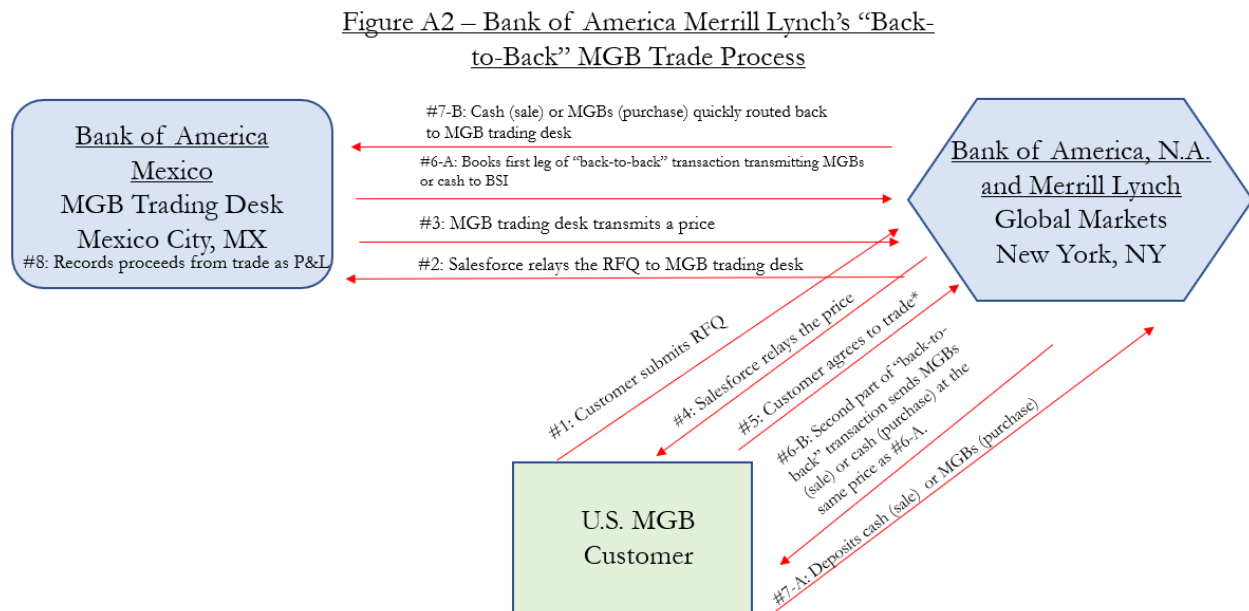 Figure A2 – Bank of America Merrill Lynch's “Back-
to-Back” MGB Trade Process
Bank of America
Mexico
MGB Trading Desk
Mexico City, MX
#8: Records proceeds from trade as P&L
#7-B: Cash (sale) or MGBs (purchase) quickly routed back
to MGB trading desk
#6-A: Books first leg of “back-to-back” transaction transmitting MGBs
or cash to BSI
#3: MGB trading desk transmits a price
#2: Salesforce relays the RFQ to MGB trading desk
Bank of America, N.A.
and Merrill Lynch
Global Markets
New York, NY
#1: Customer submits RFQ
#4: Salesforce relays the price
#5: Customer agrees to trade*
#6-B: Second part of “back-to-
back” transaction sends MGBs
(sale) or cash (purchase) at the
same price as #6-A.
#7-A: Deposits cash (sale) or MGBs (purchase)
U.S. MGB
Customer